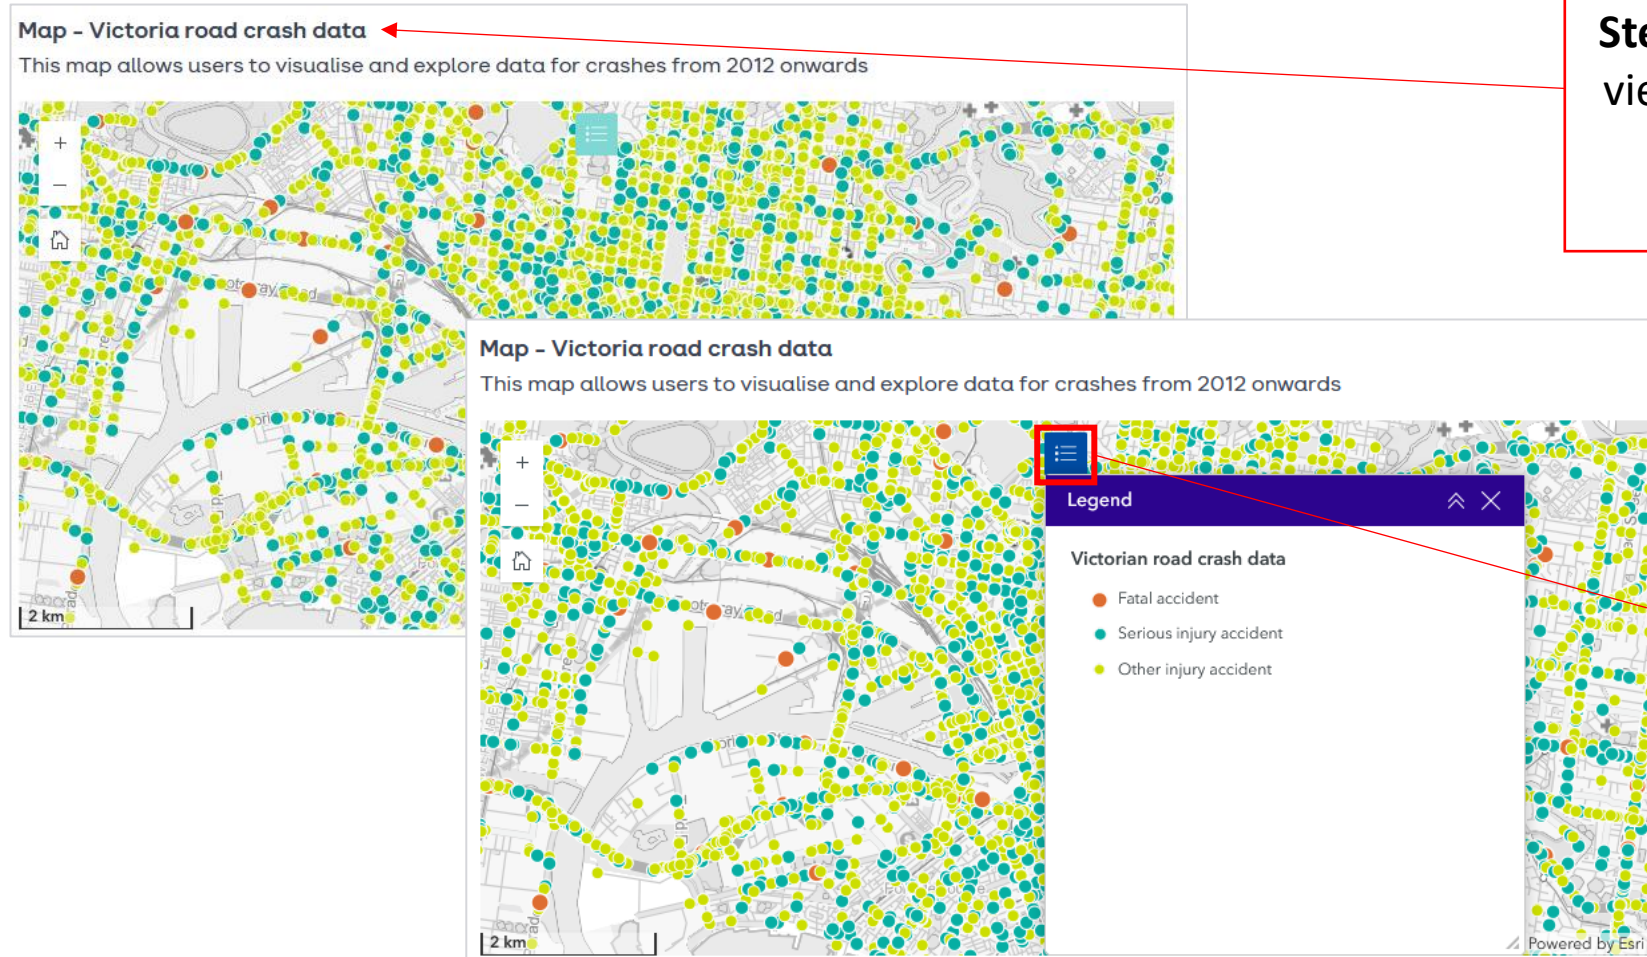 Map - Victoria road crash data
This map allows users to visualise and explore data for crashes from 2012 onwards
+
−
2 km
vie
Map - Victoria road crash data
This map allows users to visualise and explore data for crashes from 2012 onwards
+
−
Legend
Victorian road crash data
Fatal accident
Serious injury accident
Other injury accident
2 km
Powered by Esri